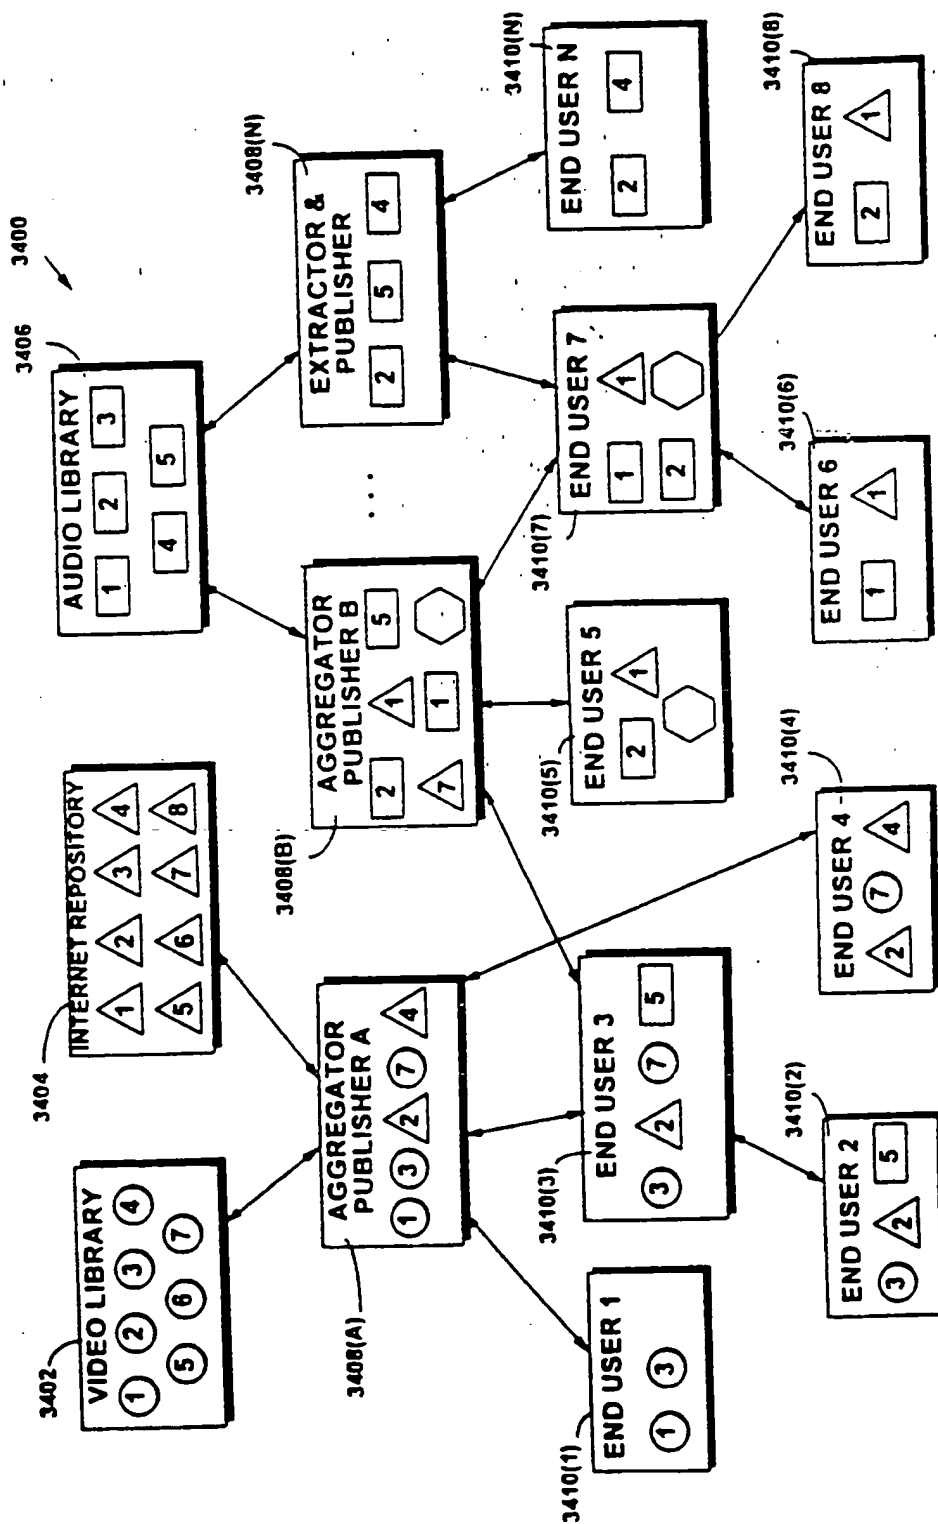 3400
3402
VIDEO LIBRARY
1 2 3 4
5 6 7
3404
INTERNET REPOSITORY
1 2 3 4
5 6 7 8
3406
AUDIO LIBRARY
1 2 3
4 5
3408(A)
AGGREGATOR
PUBLISHER A
1 3 2 7 4
3408(B)
AGGREGATOR
PUBLISHER B
2 1 5
7 1
...
3408(N)
EXTRACTOR &
PUBLISHER
2 5 4
3410(1)
END USER 1
1 3
3410(3)
END USER 3
3 2 7 5
3410(5)
END USER 5
2 1
3410(7)
END USER 7
1 1
2
3410(N)
END USER N
2 4
3410(2)
END USER 2
3 2 5
3410(4)
END USER 4
2 7 4
3410(6)
END USER 6
1 1
3410(8)
END USER 8
2 1